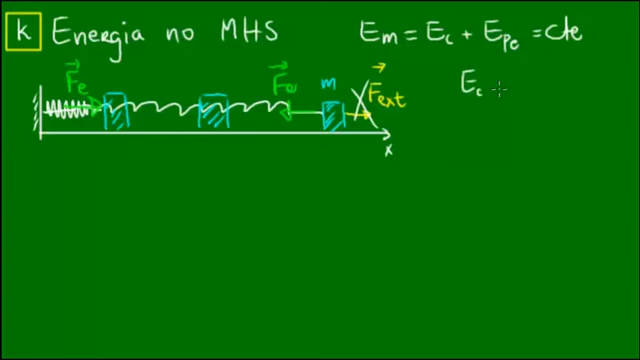 k Energia no MHS Em = Ec + Epe = cte
Fe Fe m Fext Ec
x